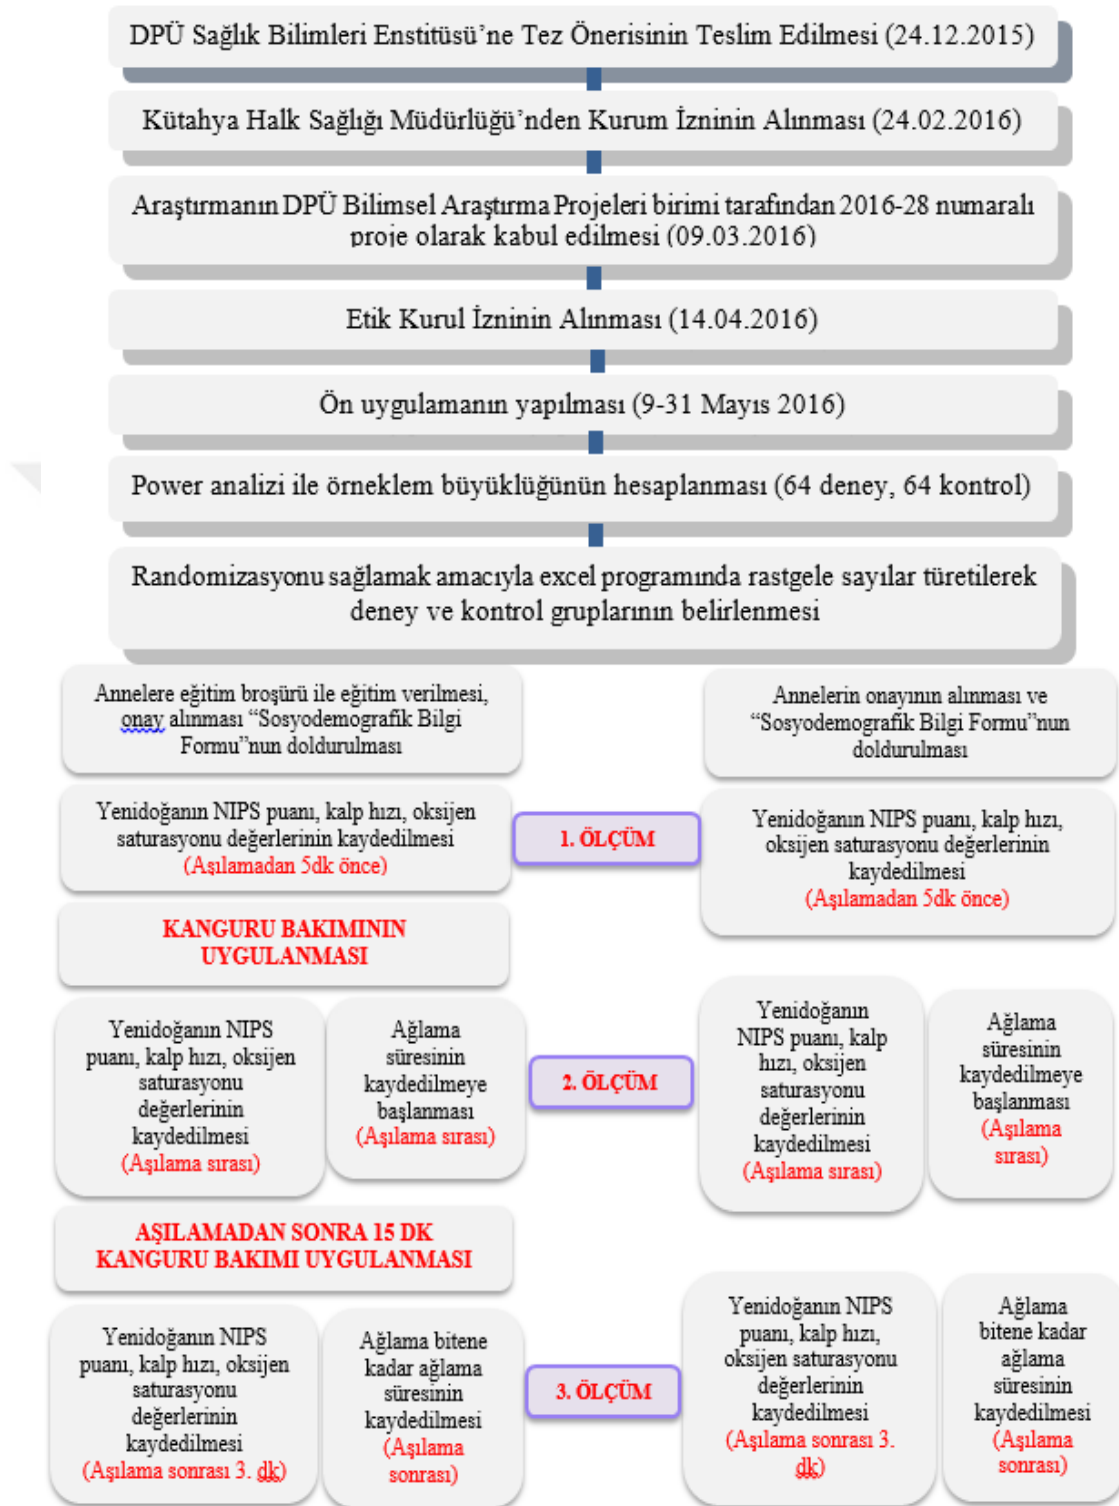 DPÜ Sağlık Bilimleri Enstitüsü’ne Tez Önerisinin Teslim Edilmesi (24.12.2015)
Kütahya Halk Sağlığı Müdürlüğü’nden Kurum İzninin Alınması (24.02.2016)
Araştırmanın DPÜ Bilimsel Araştırma Projeleri birimi tarafından 2016-28 numaralı
proje olarak kabul edilmesi (09.03.2016)
Etik Kurul İzninin Alınması (14.04.2016)
Ön uygulamanın yapılması (9-31 Mayıs 2016)
Power analizi ile örneklem büyüklüğünün hesaplanması (64 deney, 64 kontrol)
Randomizasyonu sağlamak amacıyla excel programında rastgele sayılar türetilerek
deney ve kontrol gruplarının belirlenmesi
Annelere eğitim broşürü ile eğitim verilmesi,
onay alınması “Sosyodemografik Bilgi
Formu”nun doldurulması
Annelerin onayının alınması ve
“Sosyodemografik Bilgi Formu”nun
doldurulması
Yenidoğanın NIPS puanı, kalp hızı, oksijen
saturasyonu değerlerinin kaydedilmesi
(Aşılamadan 5dk önce)
1. ÖLÇÜM
Yenidoğanın NIPS puanı, kalp hızı,
oksijen saturasyonu değerlerinin
kaydedilmesi
(Aşılamadan 5dk önce)
KANGURU BAKIMININ
UYGULANMASI
Yenidoğanın NIPS
puanı, kalp hızı, oksijen
saturasyonu
değerlerinin
kaydedilmesi
(Aşılama sırası)
Ağlama
süresinin
kaydedilmeye
başlanması
(Aşılama sırası)
2. ÖLÇÜM
Yenidoğanın
NIPS puanı, kalp
hızı, oksijen
saturasyonu
değerlerinin
kaydedilmesi
(Aşılama sırası)
Ağlama
süresinin
kaydedilmeye
başlanması
(Aşılama
sırası)
AŞILAMADAN SONRA 15 DK
KANGURU BAKIMI UYGULANMASI
Yenidoğanın NIPS
puanı, kalp hızı, oksijen
saturasyonu
değerlerinin
kaydedilmesi
(Aşılama sonrası 3. dk)
Ağlama bitene
kadar ağlama
süresinin
kaydedilmesi
(Aşılama
sonrası)
3. ÖLÇÜM
Yenidoğanın NIPS
puanı, kalp hızı,
oksijen saturasyonu
değerlerinin
kaydedilmesi
(Aşılama sonrası 3.
dk)
Ağlama
bitene kadar
ağlama
süresinin
kaydedilmesi
(Aşılama
sonrası)